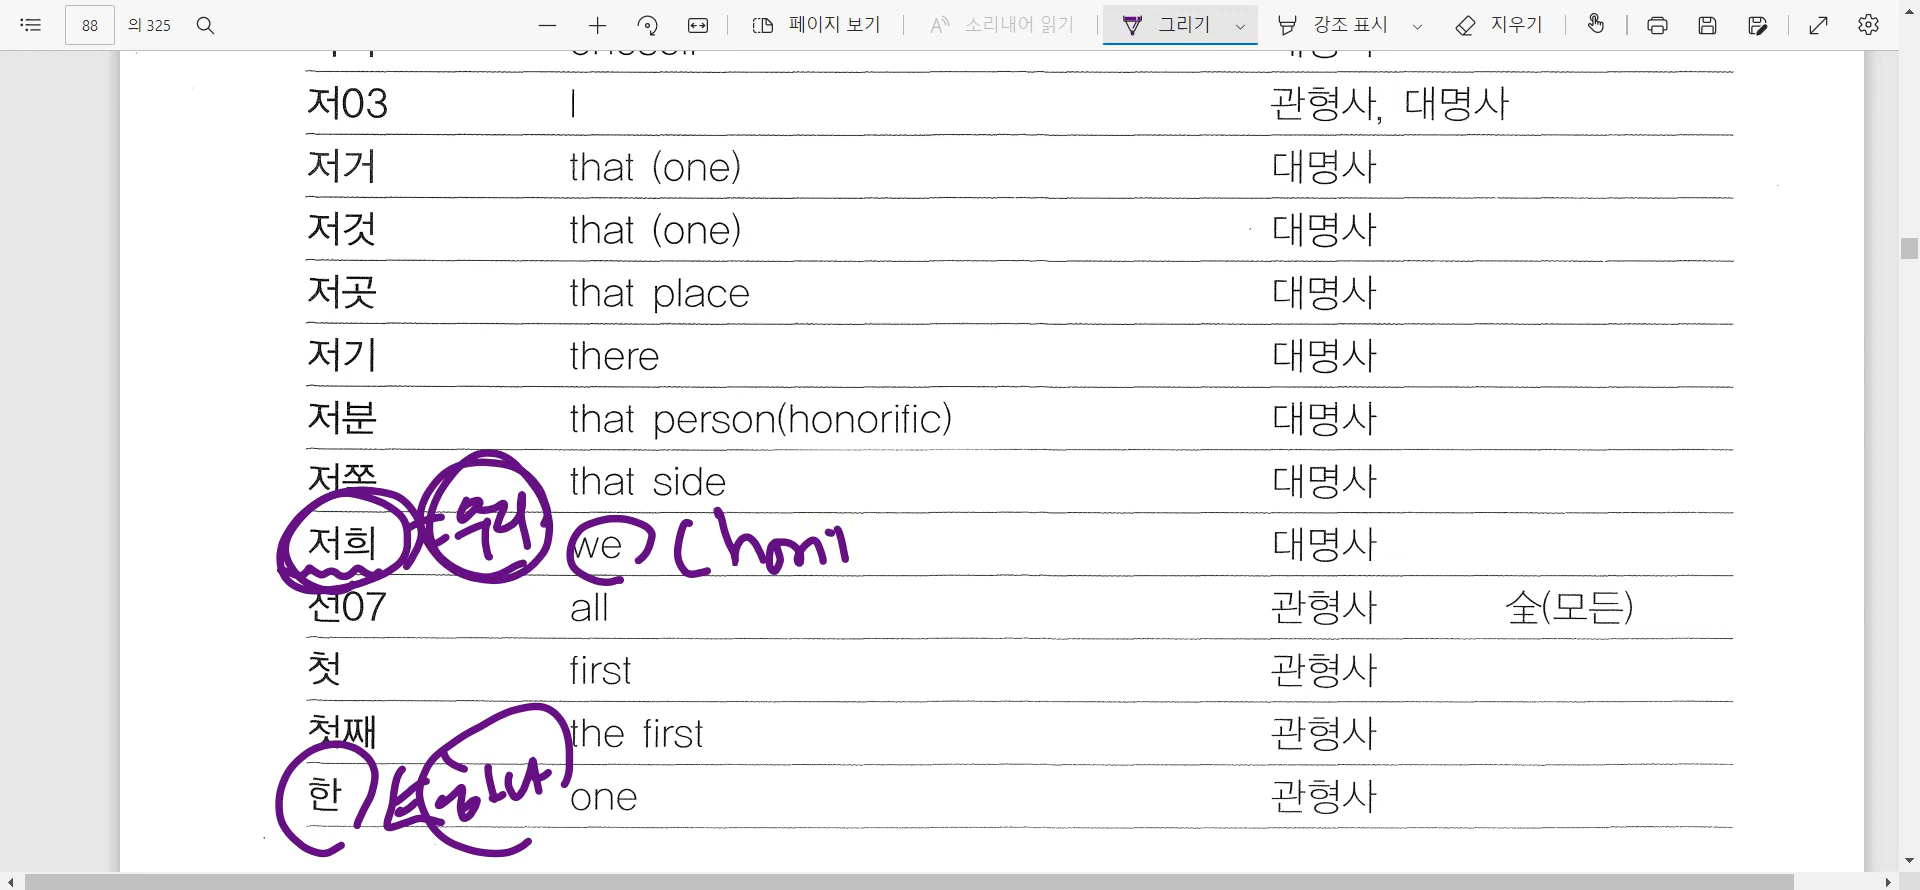 88 의 325 페이지 보기 소리내어 읽기 그리기 강조 표시 지우기
oneself 대명사
저03 I 관형사, 대명사
저거 that (one) 대명사
저것 that (one) 대명사
저곳 that place 대명사
저기 there 대명사
저분 that person(honorific) 대명사
저쪽 that side 대명사
저희 우리 we (honi 대명사
전07 all 관형사 全(모든)
첫 first 관형사
첫째 the first 관형사
한 하나 one 관형사